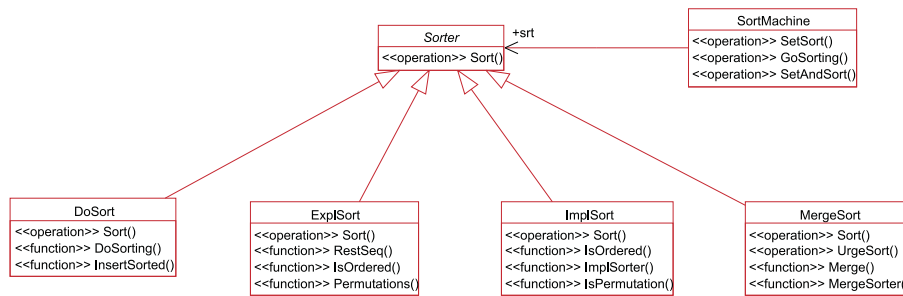 Sorter
<<operation>> Sort()
+srt
SortMachine
<<operation>> SetSort()
<<operation>> GoSorting()
<<operation>> SetAndSort()
DoSort
<<operation>> Sort()
<<function>> DoSorting()
<<function>> InsertSorted()
ExplSort
<<operation>> Sort()
<<function>> RestSeq()
<<function>> IsOrdered()
<<function>> Permutations()
ImplSort
<<operation>> Sort()
<<function>> IsOrdered()
<<function>> ImplSorter()
<<function>> IsPermutation()
MergeSort
<<operation>> Sort()
<<operation>> UrgeSort()
<<function>> Merge()
<<function>> MergeSorter()